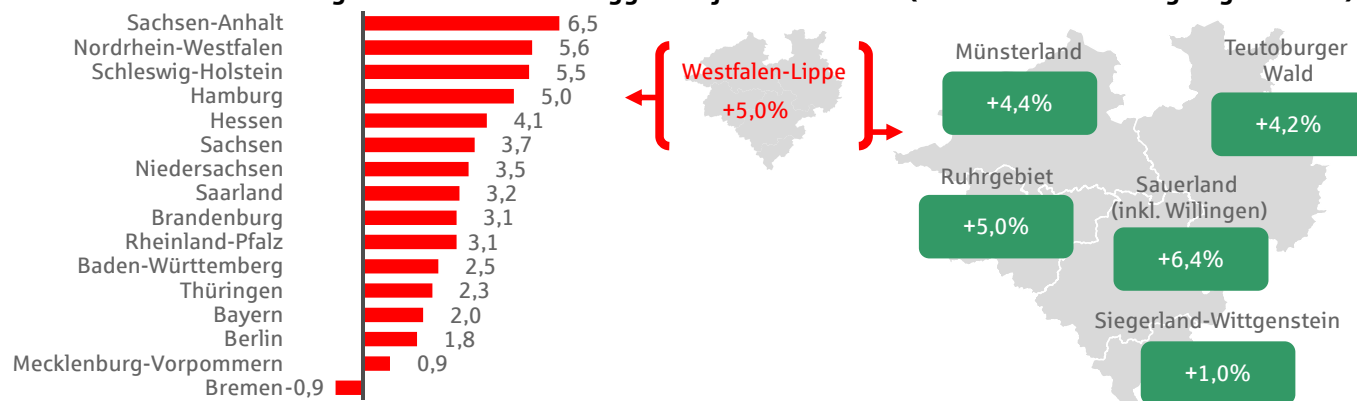 Sachsen-Anhalt 6,5
Nordrhein-Westfalen 5,6
Schleswig-Holstein 5,5
Hamburg 5,0
Hessen 4,1
Sachsen 3,7
Niedersachsen 3,5
Saarland 3,2
Brandenburg 3,1
Rheinland-Pfalz 3,1
Baden-Württemberg 2,5
Thüringen 2,3
Bayern 2,0
Berlin 1,8
Mecklenburg-Vorpommern 0,9
Bremen -0,9
Westfalen-Lippe
+5,0%
Münsterland
+4,4%
Teutoburger
Wald
+4,2%
Ruhrgebiet
+5,0%
Sauerland
(inkl. Willingen)
+6,4%
Siegerland-Wittgenstein
+1,0%